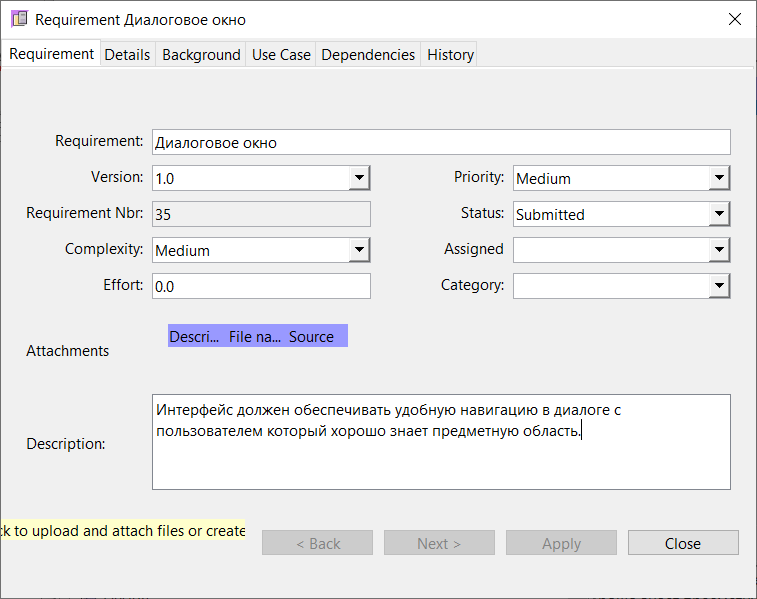 Requirement Диалоговое окно
Requirement Details Background Use Case Dependencies History
Requirement: Диалоговое окно
Version: 1.0 Priority: Medium
Requirement Nbr: 35 Status: Submitted
Complexity: Medium Assigned
Effort: 0.0 Category:
Descri... File na... Source
Attachments
Интерфейс должен обеспечивать удобную навигацию в диалоге с
пользователем который хорошо знает предметную область.
Description:
ck to upload and attach files or create
< Back Next > Apply Close